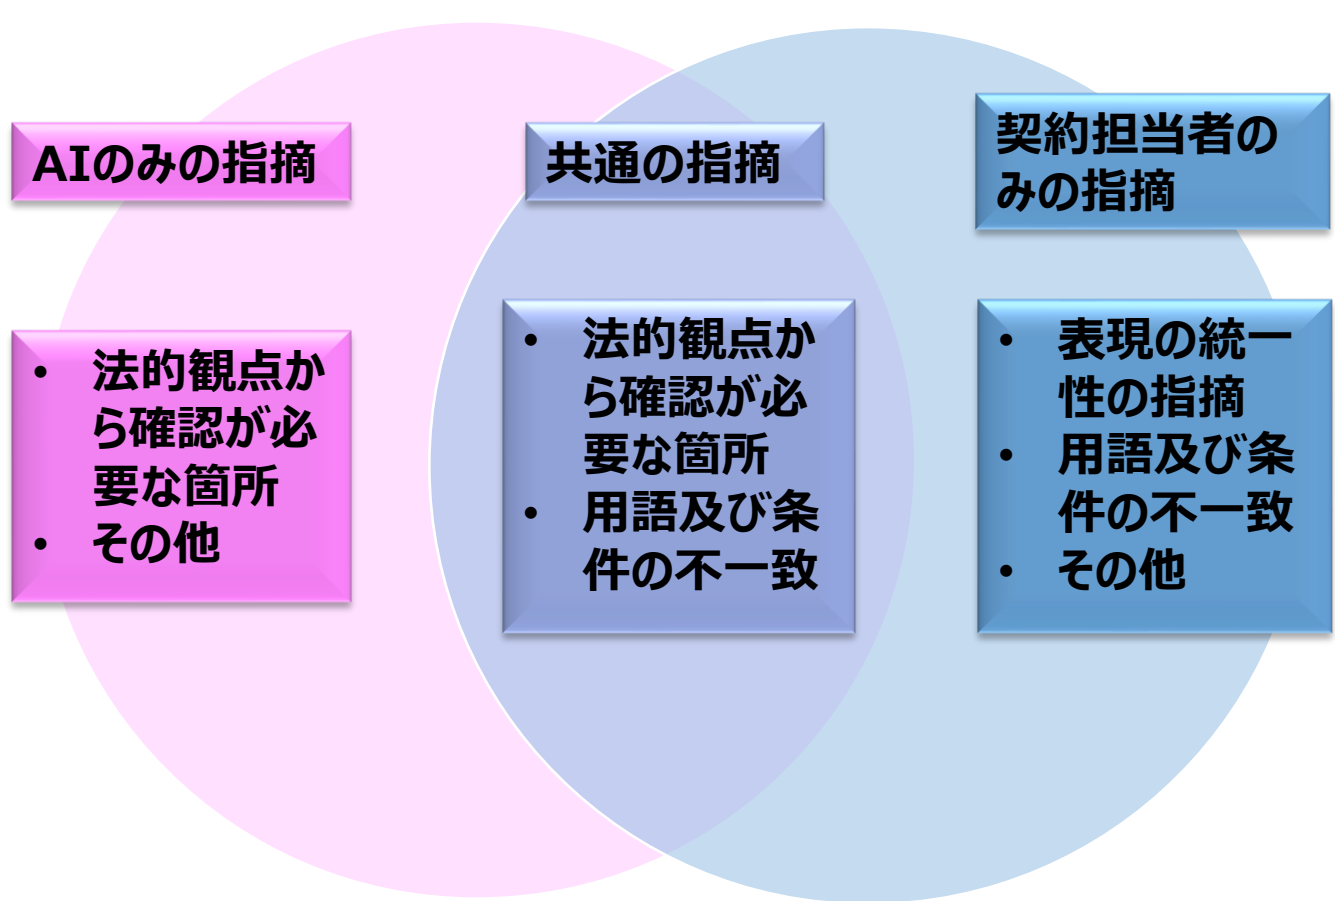 AIのみの指摘
• 法的観点か
ら確認が必
要な箇所
• その他
共通の指摘
• 法的観点か
ら確認が必
要な箇所
• 用語及び条
件の不一致
契約担当者の
みの指摘
• 表現の統一
性の指摘
• 用語及び条
件の不一致
• その他